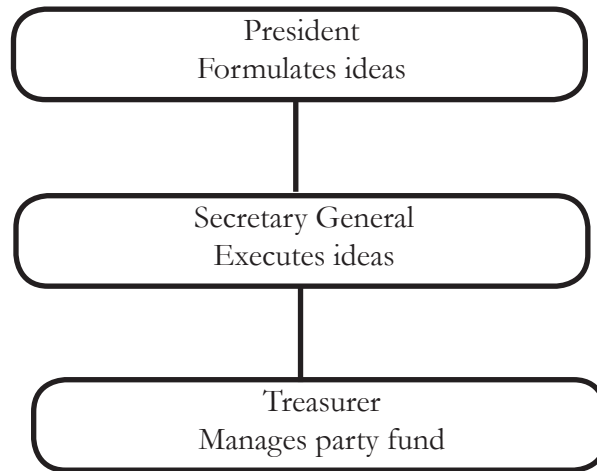 President
Formulates ideas
Secretary General
Executes ideas
Treasurer
Manages party fund